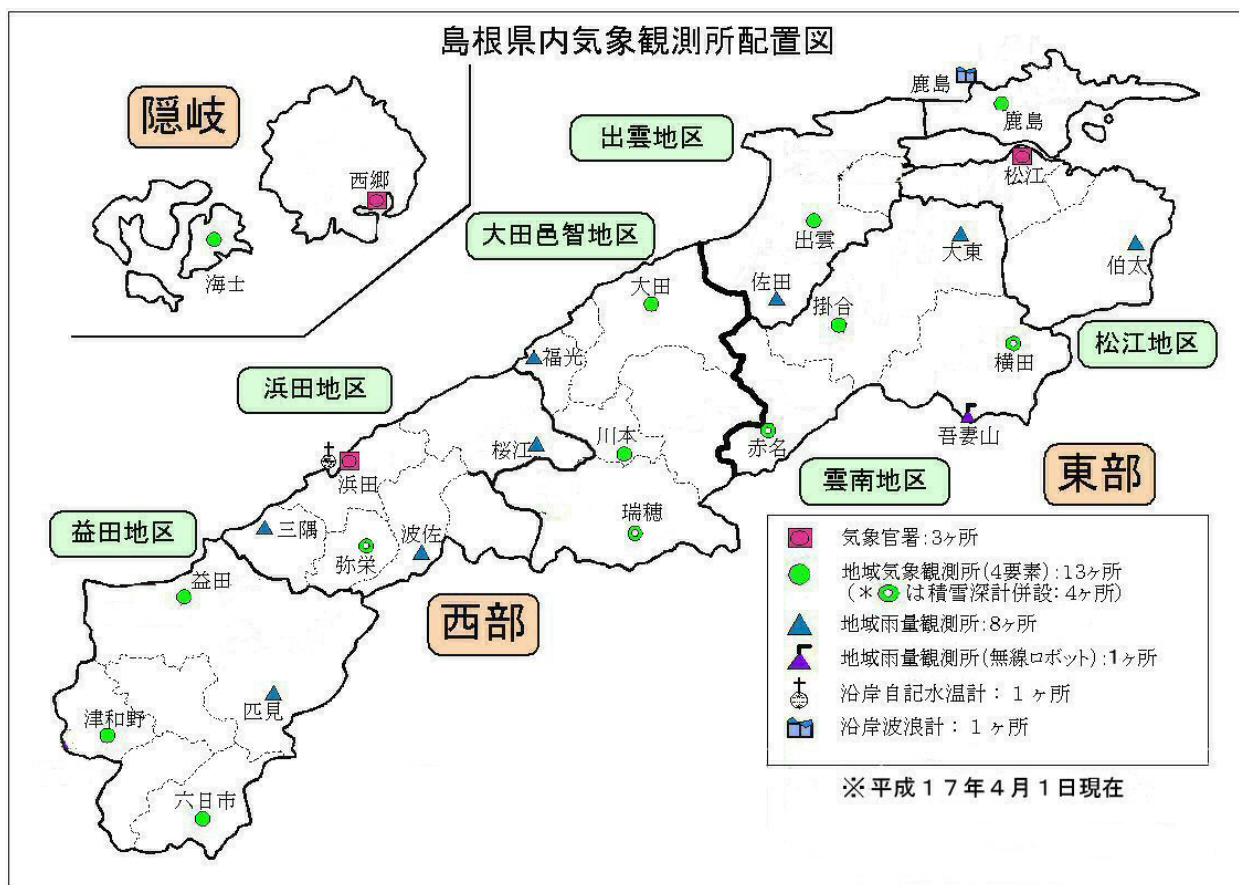 島根県内気象観測所配置図
隠岐
西郷
海士
鹿島
鹿島
出雲地区
松江
大田邑智地区
出雲
大東
伯太
佐田
大田
掛合
松江地区
横田
福光
浜田地区
吾妻山
赤名
川本
桜江
東部
雲南地区
浜田
益田地区
三隅
弥栄
波佐
瑞穂
益田
西部
匹見
津和野
六日市
気象官署:3ヶ所
地域気象観測所(4要素):13ヶ所
(*は積雪深計併設:4ヶ所)
地域雨量観測所:8ヶ所
地域雨量観測所(無線ロボット):1ヶ所
沿岸自記水温計:1ヶ所
沿岸波浪計:1ヶ所
※平成17年4月1日現在